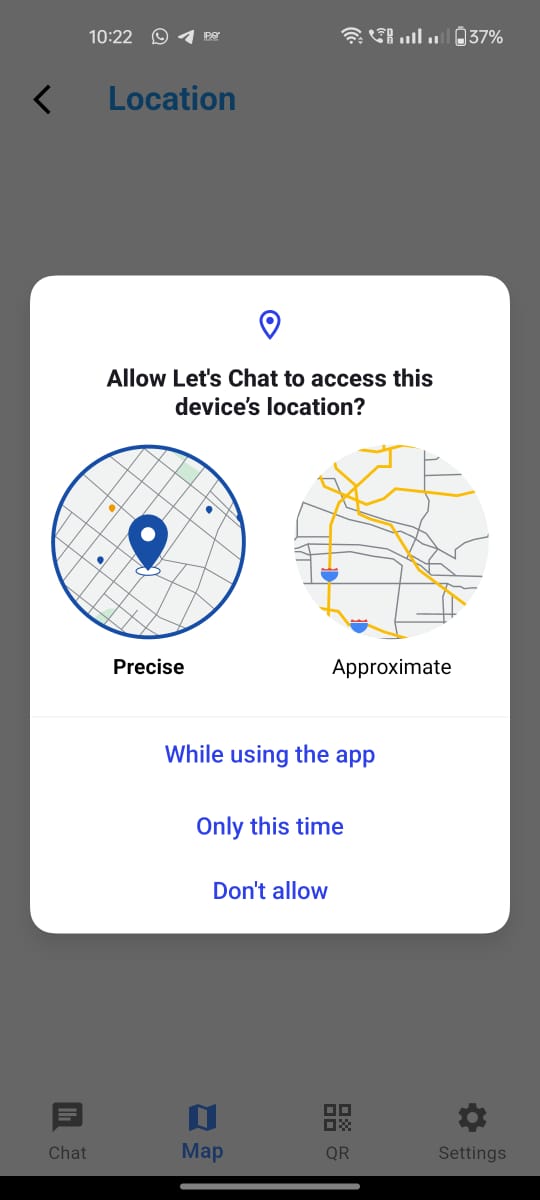 10:22
37%
Location
Allow Let's Chat to access this
device's location?
Precise
Approximate
While using the app
Only this time
Don't allow
Chat
Map
QR
Settings